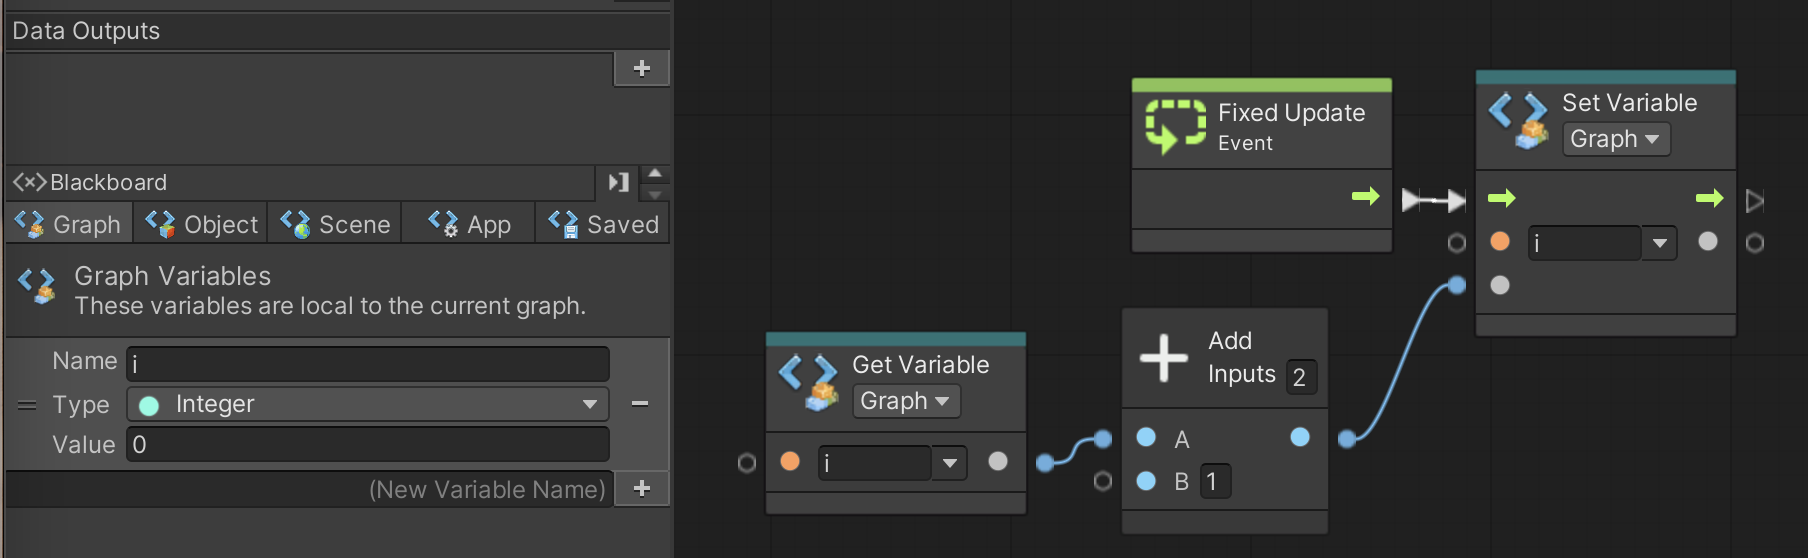 Data Outputs
+
<x> Blackboard
Graph Object Scene App Saved
Graph Variables
These variables are local to the current graph.
Name i
Type Integer
Value 0
(New Variable Name) +
Fixed Update
Event
Set Variable
Graph
i
Get Variable
Graph
i
Add
Inputs 2
A
B 1